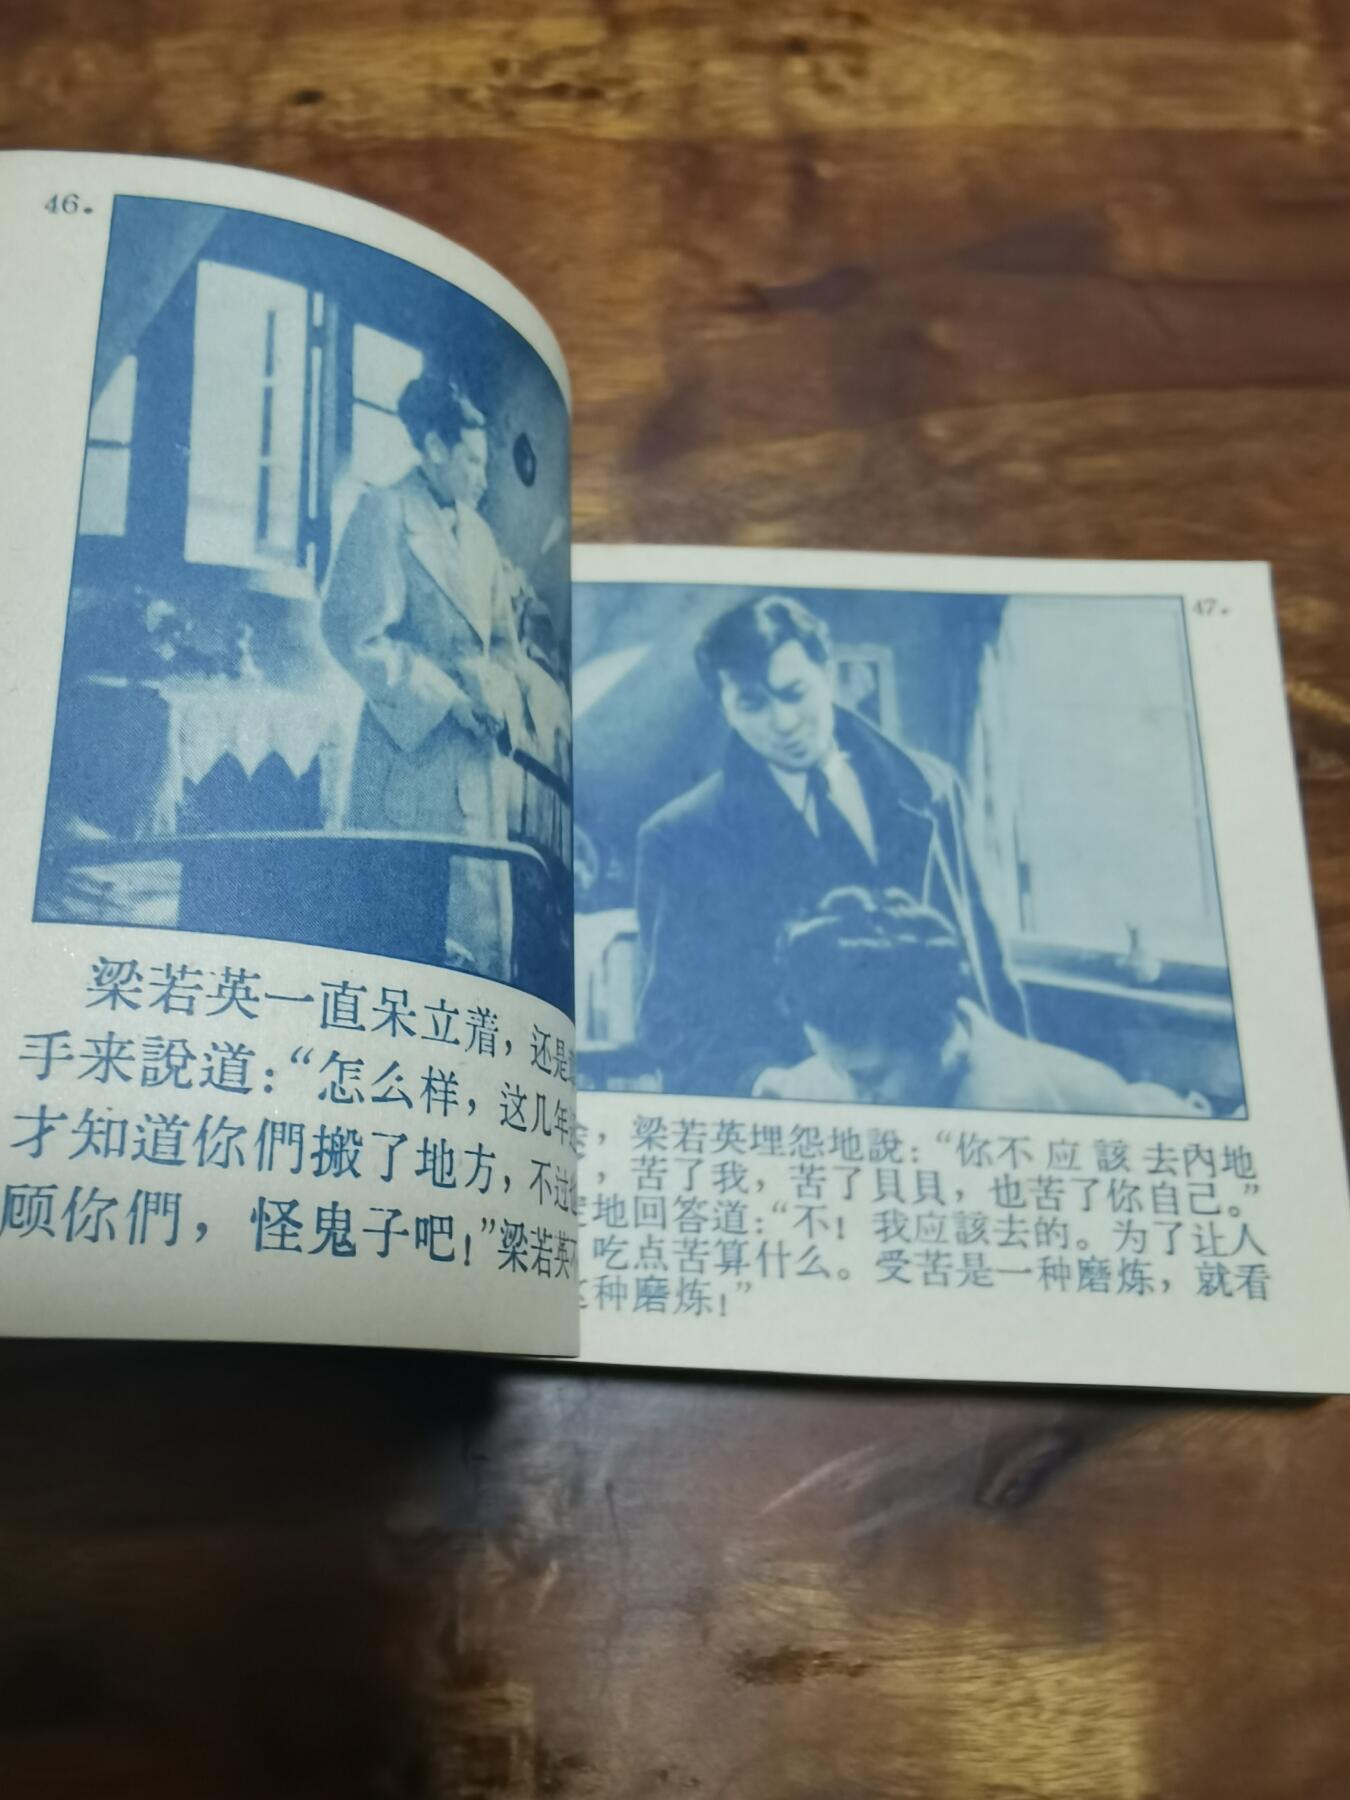 46.
梁若英一直呆立着，还是
手来說道：“怎么样，这几年
才知道你們搬了地方，不过
顾你們，怪鬼子吧！”梁若英
47.
，梁若英埋怨地說：“你不应該去內地
，苦了我，苦了貝貝，也苦了你自己。”
地回答道：“不！我应該去的。为了让人
吃点苦算什么。受苦是一种磨炼，就看
种磨炼！”